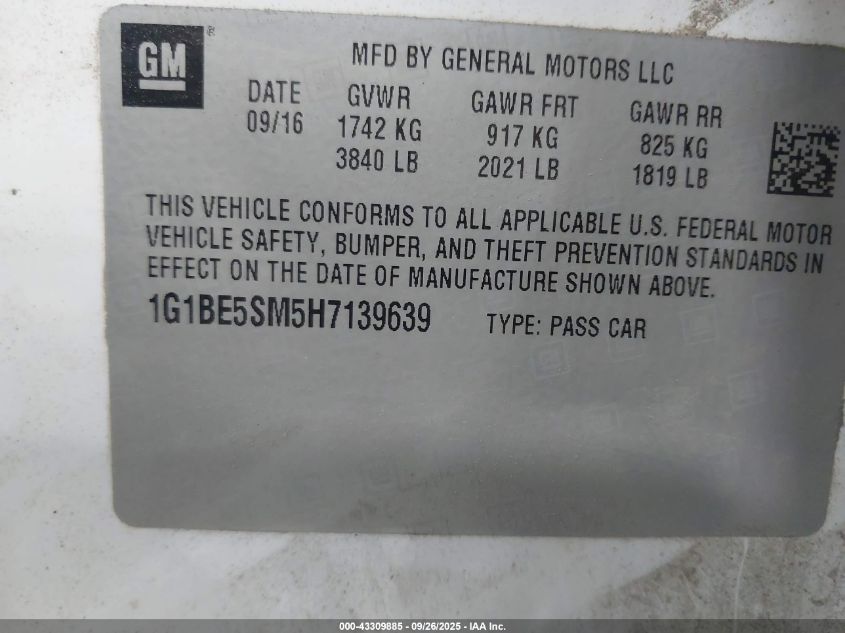 GM®
MFD BY GENERAL MOTORS LLC
DATE GVWR GAWR FRT GAWR RR
09/16 1742 KG 917 KG 825 KG
3840 LB 2021 LB 1819 LB
THIS VEHICLE CONFORMS TO ALL APPLICABLE U.S. FEDERAL MOTOR
VEHICLE SAFETY, BUMPER, AND THEFT PREVENTION STANDARDS IN
EFFECT ON THE DATE OF MANUFACTURE SHOWN ABOVE.
1G1BE5SM5H7139639 TYPE: PASS CAR
000-43309885 - 09/26/2025 - IAA Inc.